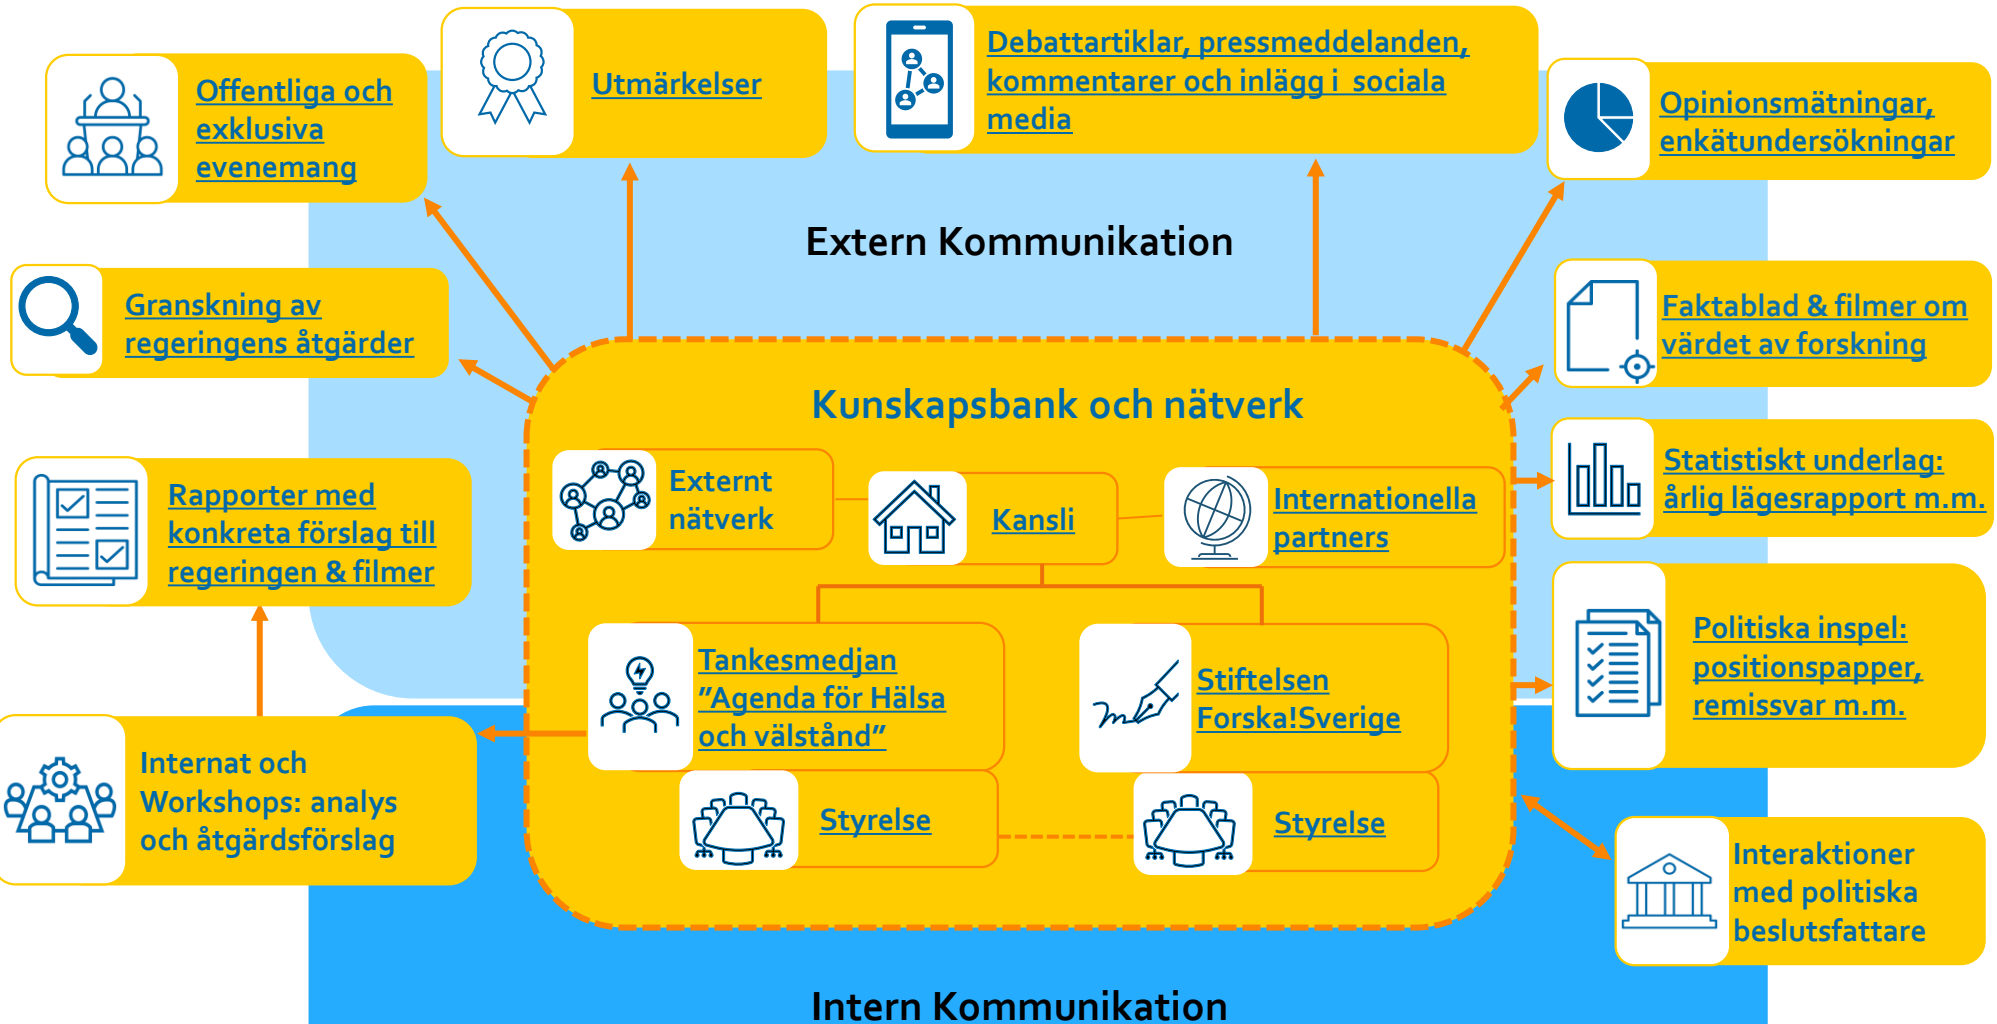 Offentliga och
exklusiva
evenemang
Utmärkelser
Debattartiklar, pressmeddelanden,
kommentarer och inlägg i sociala
media
Opinionsmätningar,
enkätundersökningar
Extern Kommunikation
Granskning av
regeringens åtgärder
Faktablad & filmer om
värdet av forskning
Kunskapsbank och nätverk
Rapporter med
konkreta förslag till
regeringen & filmer
Externt
nätverk
Kansli
Internationella
partners
Statistiskt underlag:
årlig lägesrapport m.m.
Tankesmedjan
”Agenda för Hälsa
och välstånd”
Stiftelsen
Forska!Sverige
Politiska inspel:
positionspapper,
remissvar m.m.
Internat och
Workshops: analys
och åtgärdsförslag
Styrelse
Styrelse
Interaktioner
med politiska
beslutsfattare
Intern Kommunikation